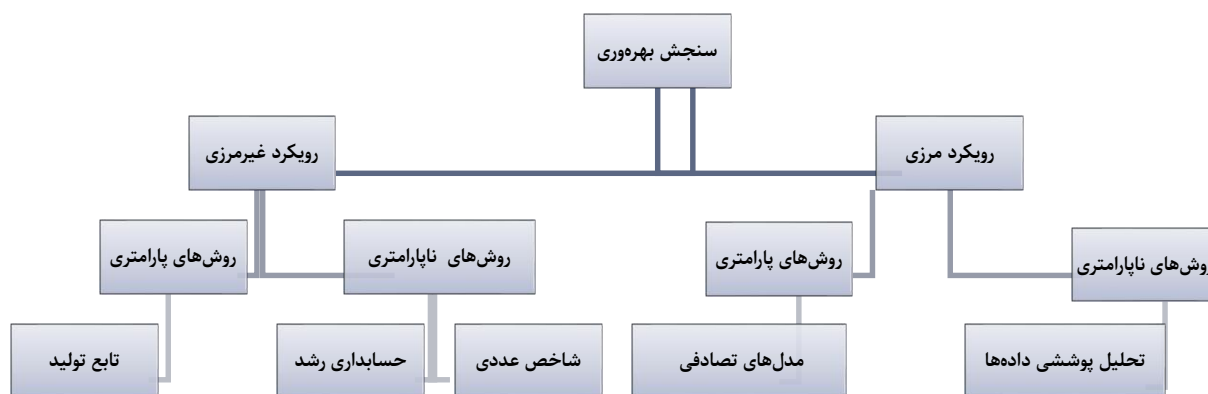 سنجش بهره‌وری
رویکرد مرزی
رویکرد غیرمرزی
روش‌های ناپارامتری
روش‌های پارامتری
روش‌های ناپارامتری
روش‌های پارامتری
تحلیل پوششی داده‌ها
مدل‌های تصادفی
شاخص عددی
حسابداری رشد
تابع تولید